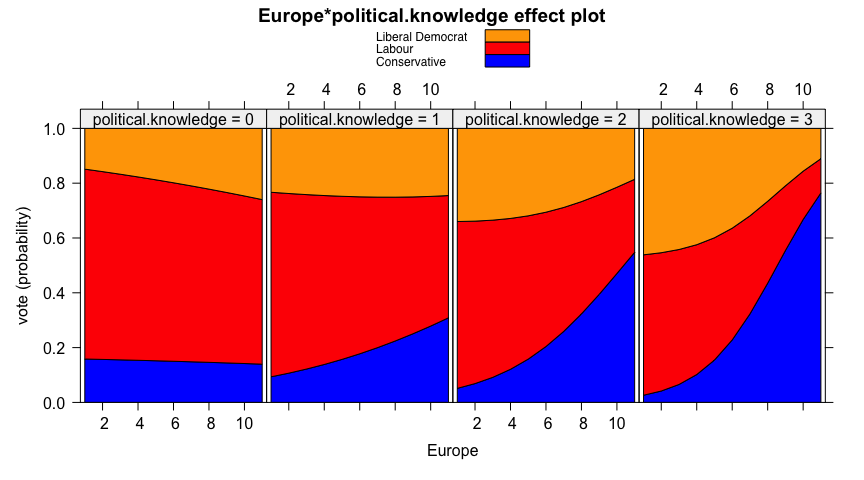 Europe*political.knowledge effect plot
Liberal Democrat
Labour
Conservative
2 4 6 8 10 2 4 6 8 10
political.knowledge = 0 political.knowledge = 1 political.knowledge = 2 political.knowledge = 3
1.0
0.8
0.6
0.4
0.2
0.0
vote (probability)
2 4 6 8 10 2 4 6 8 10
Europe